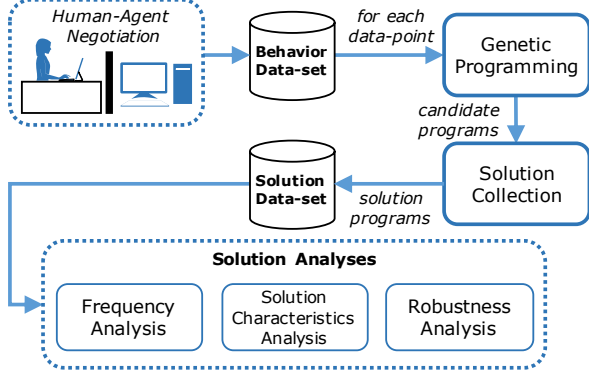 Human-Agent
Negotiation
Behavior
Data-set
for each
data-point
Genetic
Programming
candidate
programs
Solution
Collection
solution
programs
Solution
Data-set
Solution Analyses
Frequency
Analysis
Solution
Characteristics
Analysis
Robustness
Analysis